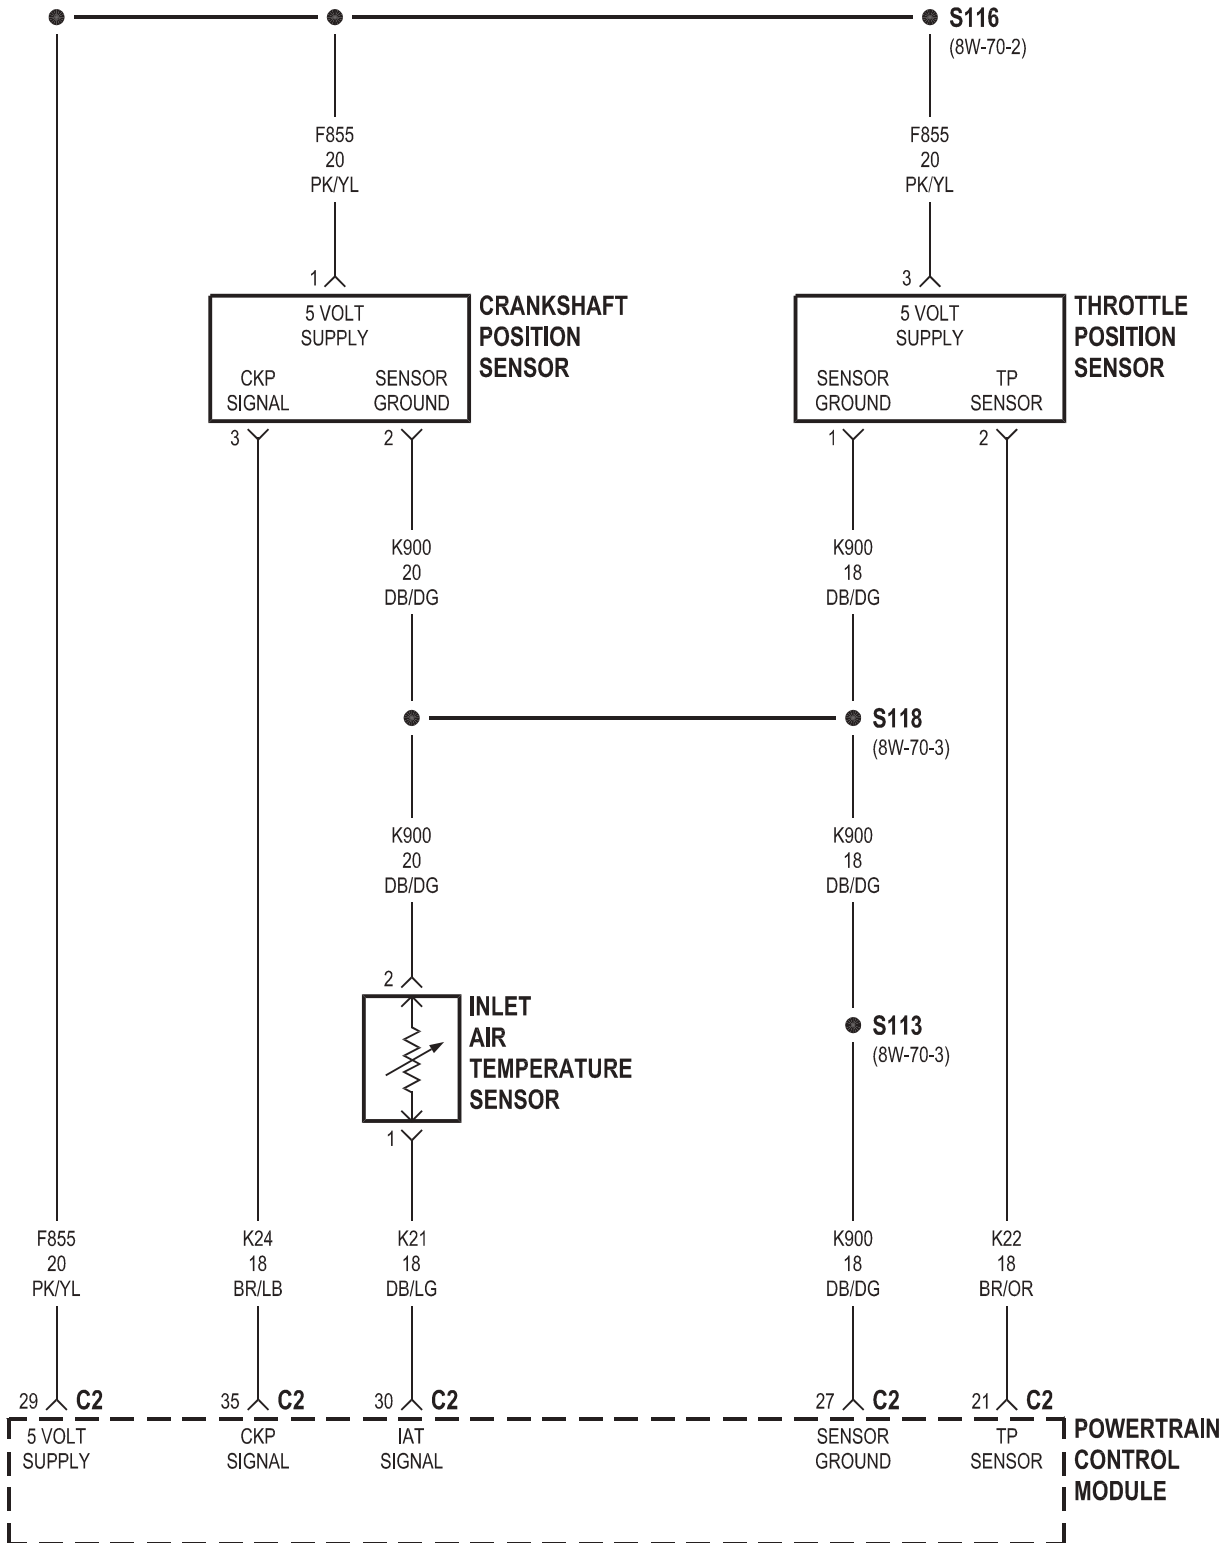 S116
(8W-70-2)
F855
20
PK/YL
F855
20
PK/YL
1
3
5 VOLT
SUPPLY
CKP
SIGNAL
SENSOR
GROUND
CRANKSHAFT
POSITION
SENSOR
5 VOLT
SUPPLY
SENSOR
GROUND
TP
SENSOR
THROTTLE
POSITION
SENSOR
3
2
1
2
K900
20
DB/DG
K900
18
DB/DG
S118
(8W-70-3)
K900
20
DB/DG
K900
18
DB/DG
2
INLET
AIR
TEMPERATURE
SENSOR
1
S113
(8W-70-3)
F855
20
PK/YL
K24
18
BR/LB
K21
18
DB/LG
K900
18
DB/DG
K22
18
BR/OR
29 C2
35 C2
30 C2
27 C2
21 C2
5 VOLT
SUPPLY
CKP
SIGNAL
IAT
SIGNAL
SENSOR
GROUND
TP
SENSOR
POWERTRAIN
CONTROL
MODULE